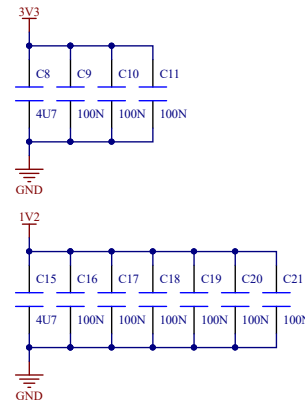 3V3
C8 C9 C10 C11
4U7 100N 100N 100N
GND
1V2
C15 C16 C17 C18 C19 C20 C21
4U7 100N 100N 100N 100N 100N 100N
GND